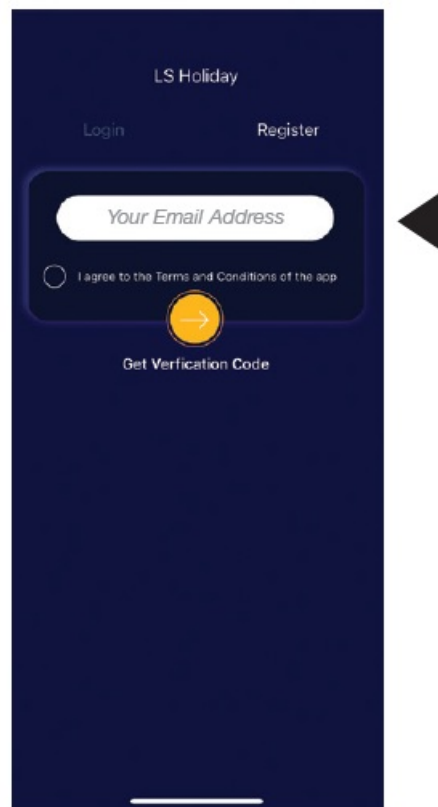 LS Holiday
Login Register
Your Email Address
I agree to the Terms and Conditions of the app
Get Verfication Code